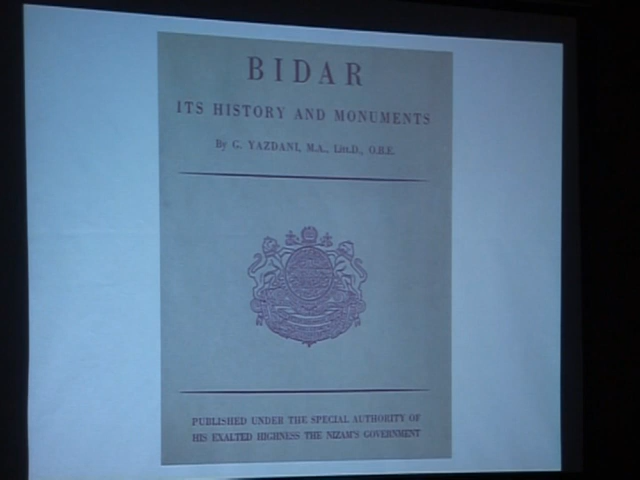 BIDAR
ITS HISTORY AND MONUMENTS
By G. YAZDANI, M.A., Litt.D., O.B.E.
PUBLISHED UNDER THE SPECIAL AUTHORITY OF
HIS EXALTED HIGHNESS THE NIZAM'S GOVERNMENT